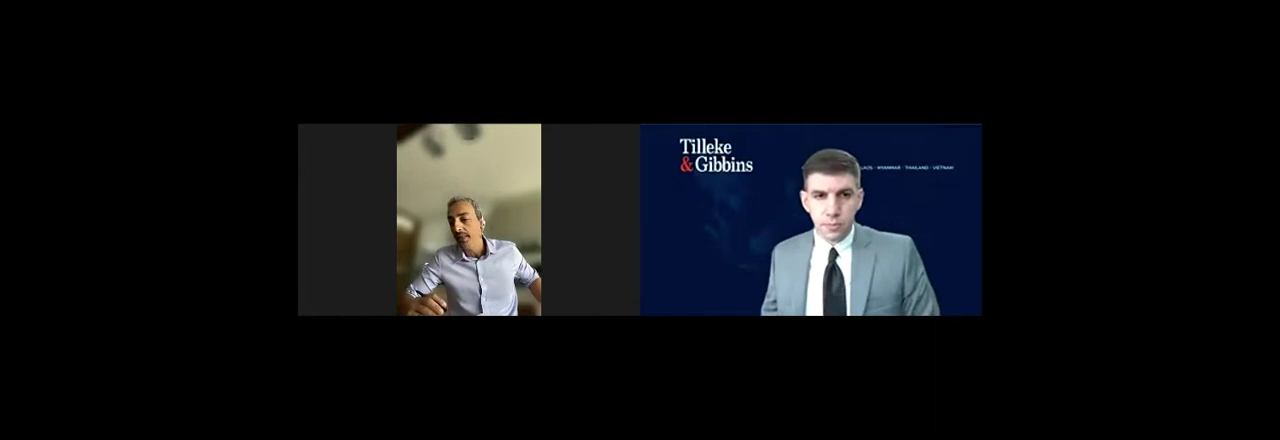 Tilleke
& Gibbins
LAOS · MYANMAR · THAILAND · VIETNAM